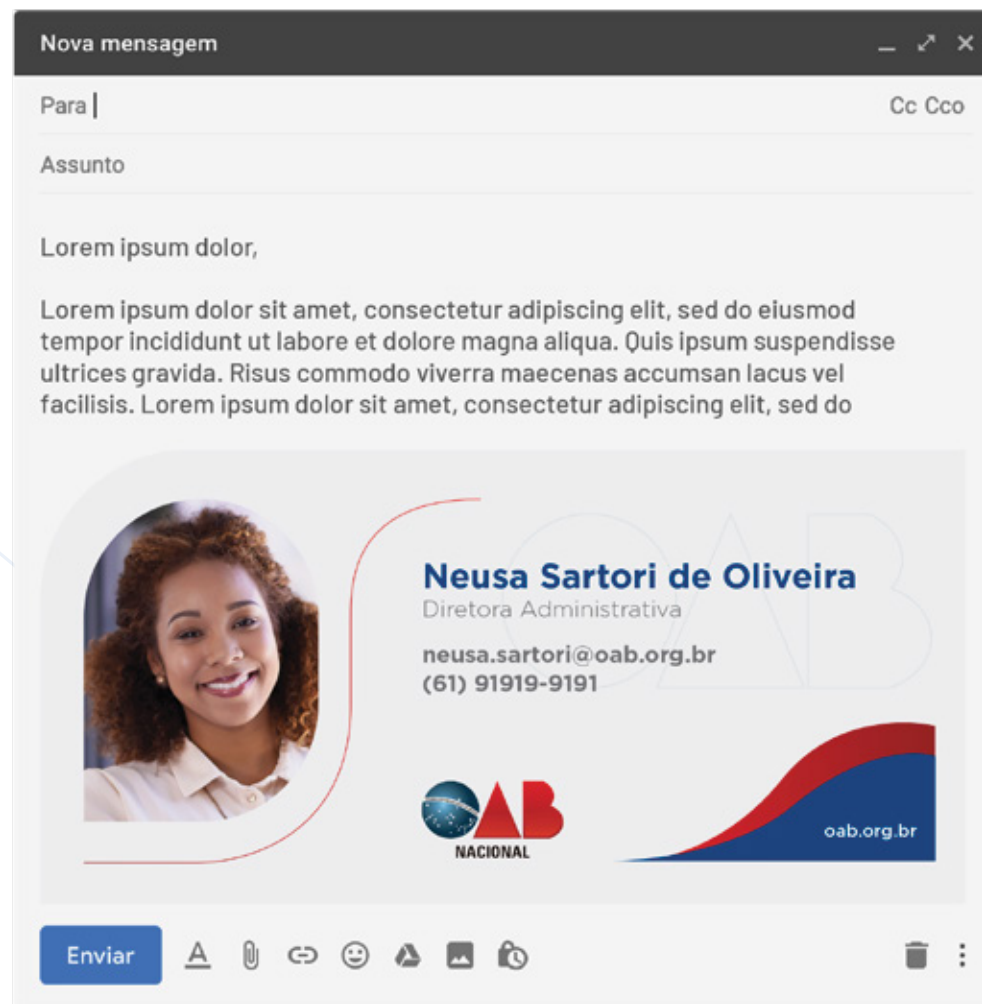 Nova mensagem
Para
Cc Cco
Assunto
Lorem ipsum dolor,
Lorem ipsum dolor sit amet, consectetur adipiscing elit, sed do eiusmod
tempor incididunt ut labore et dolore magna aliqua. Quis ipsum suspendisse
ultrices gravida. Risus commodo viverra maecenas accumsan lacus vel
facilisis. Lorem ipsum dolor sit amet, consectetur adipiscing elit, sed do
OAB
Neusa Sartori de Oliveira
Diretora Administrativa
neusa.sartori@oab.org.br
(61) 91919-9191
OAB
NACIONAL
oab.org.br
Enviar